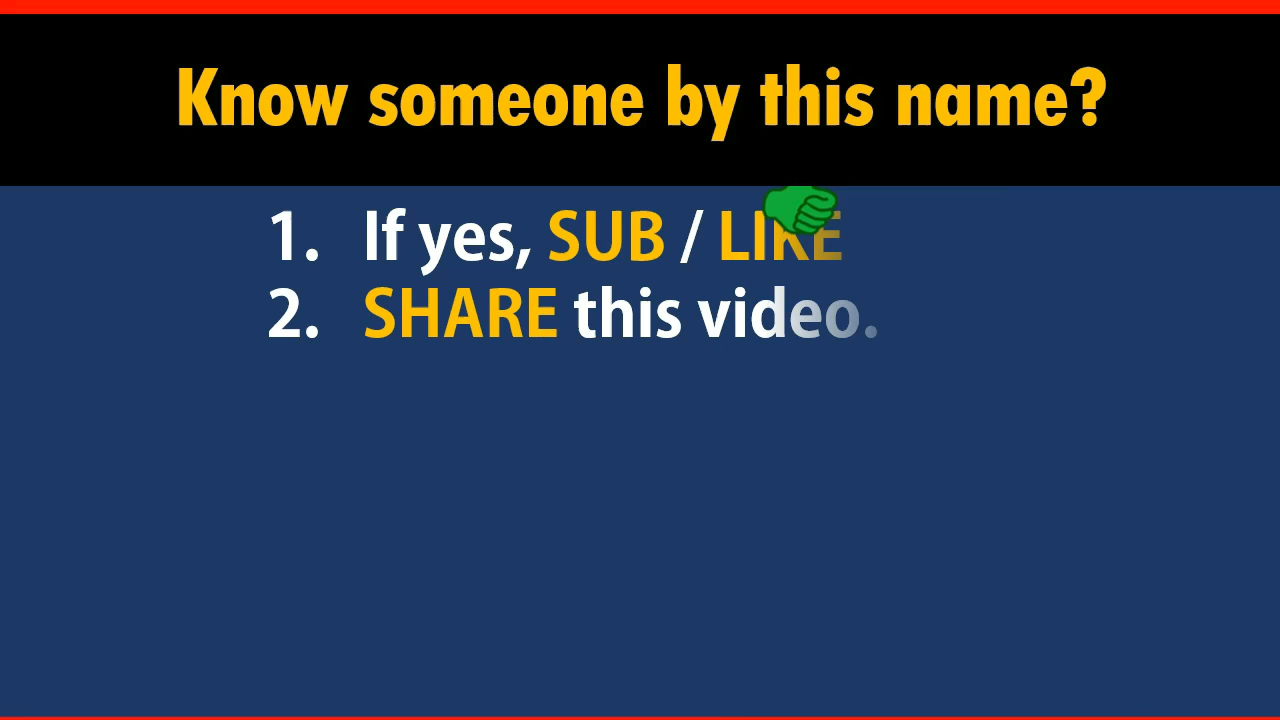 Know someone by this name?
1. If yes, SUB / LIKE
2. SHARE this video.